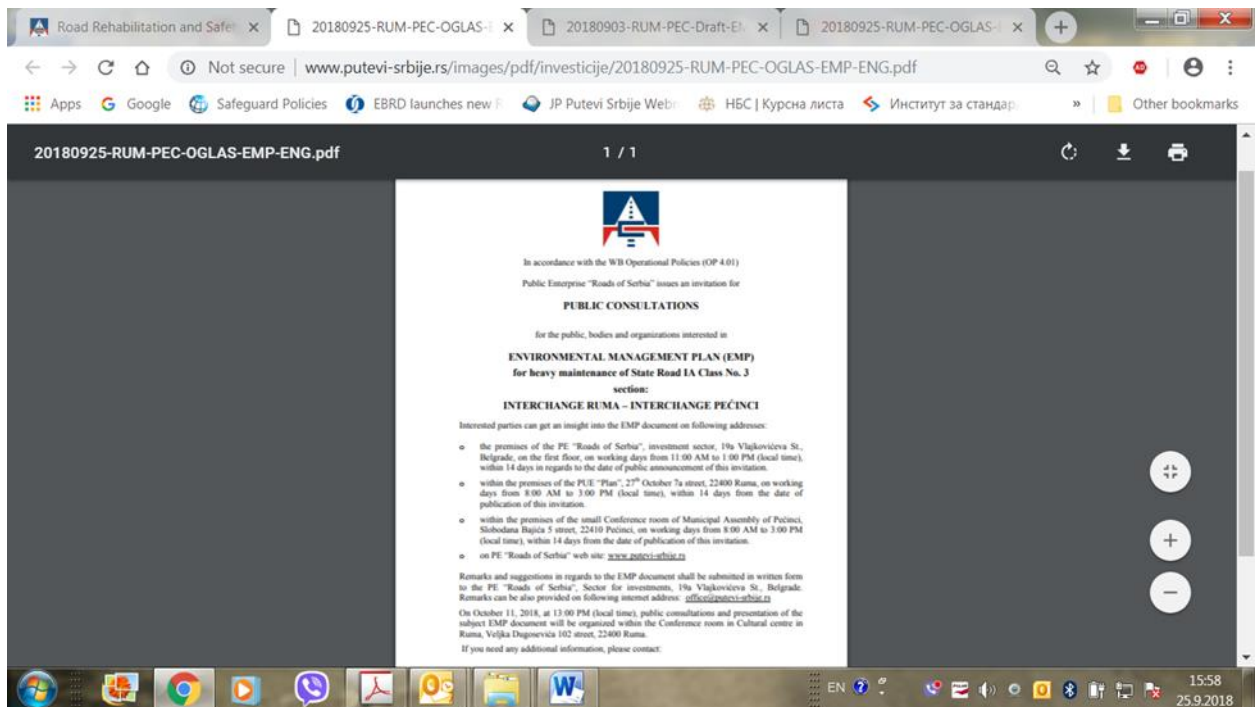 Road Rehabilitation and Safet
20180925-RUM-PEC-OGLAS-E
20180903-RUM-PEC-Draft-EM
20180925-RUM-PEC-OGLAS-
Not secure | www.putevi-srbije.rs/images/pdf/investicije/20180925-RUM-PEC-OGLAS-EMP-ENG.pdf
Apps Google Safeguard Policies EBRD launches new JP Putevi Srbije Web НБС | Курсна листа Институт за стандар » Other bookmarks
20180925-RUM-PEC-OGLAS-EMP-ENG.pdf 1 / 1
In accordance with the WB Operational Policies (OP 4.01)
Public Enterprise "Roads of Serbia" issues an invitation for
PUBLIC CONSULTATIONS
for the public, bodies and organizations interested in
ENVIRONMENTAL MANAGEMENT PLAN (EMP)
for heavy maintenance of State Road IA Class No. 3
section:
INTERCHANGE RUMA – INTERCHANGE PEĆINCI
Interested parties can get an insight into the EMP document on following addresses:
o the premises of the PE "Roads of Serbia", investment sector, 19a Vlajkovićeva St.,
Belgrade, on the first floor, on working days from 11:00 AM to 1:00 PM (local time),
within 14 days in regards to the date of public announcement of this invitation.
o within the premises of the PUE "Plan", 27th October 7a street, 22400 Ruma, on working
days from 8:00 AM to 3:00 PM (local time), within 14 days from the date of
publication of this invitation.
o within the premises of the small Conference room of Municipal Assembly of Pećinci,
Slobodana Bajića 5 street, 22410 Pećinci, on working days from 8:00 AM to 3:00 PM
(local time), within 14 days from the date of publication of this invitation.
o on PE "Roads of Serbia" web site: www.putevi-srbije.rs
Remarks and suggestions in regards to the EMP document shall be submitted in written form
to the PE "Roads of Serbia", Sector for investments, 19a Vlajkovićeva St., Belgrade.
Remarks can be also provided on following internet address: office@putevi-srbije.rs
On October 11, 2018, at 13:00 PM (local time), public consultations and presentation of the
subject EMP document will be organized within the Conference room in Cultural centre in
Ruma, Veljka Dugoševića 102 street, 22400 Ruma.
If you need any additional information, please contact:
EN
15:58
25.9.2018